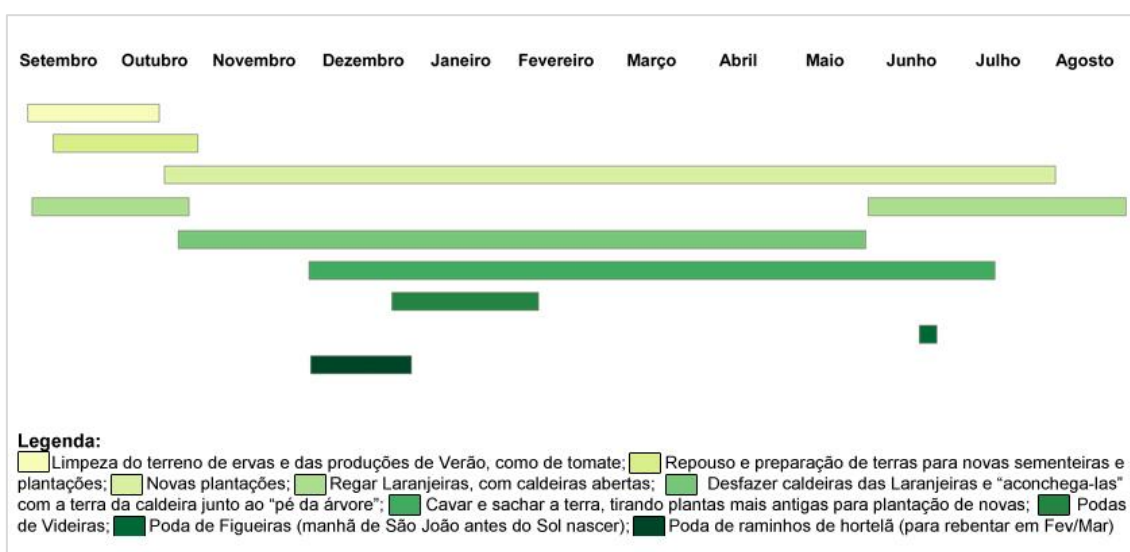 Setembro Outubro Novembro Dezembro Janeiro Fevereiro Março Abril Maio Junho Julho Agosto
Legenda:
Limpeza do terreno de ervas e das produções de Verão, como de tomate; Repouso e preparação de terras para novas sementeiras e
plantações; Novas plantações; Regar Laranjeiras, com caldeiras abertas; Desfazer caldeiras das Laranjeiras e “aconchega-las”
com a terra da caldeira junto ao “pé da árvore”; Cavar e sachar a terra, tirando plantas mais antigas para plantação de novas; Podas
de Videiras; Poda de Figueiras (manhã de São João antes do Sol nascer); Poda de raminhos de hortelã (para rebentar em Fev/Mar)